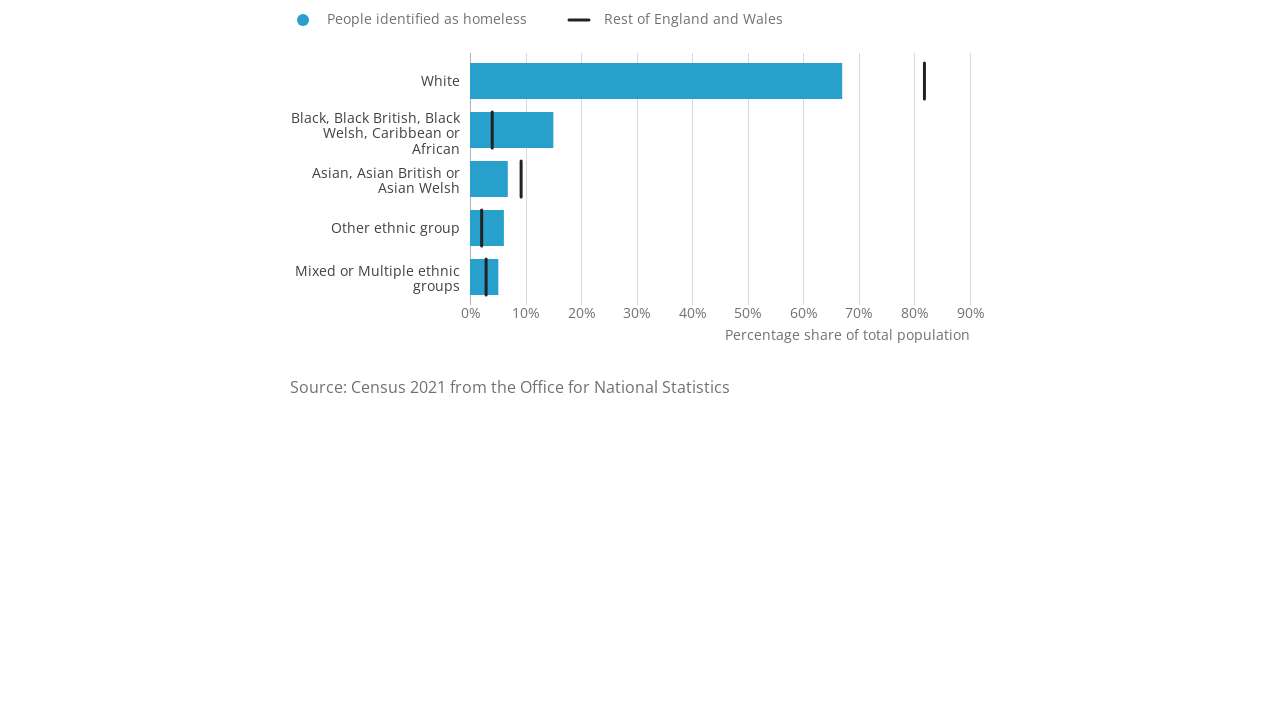 People identified as homeless
Rest of England and Wales
White
Black, Black British, Black
Welsh, Caribbean or
African
Asian, Asian British or
Asian Welsh
Other ethnic group
Mixed or Multiple ethnic
groups
0% 10% 20% 30% 40% 50% 60% 70% 80% 90%
Percentage share of total population
Source: Census 2021 from the Office for National Statistics